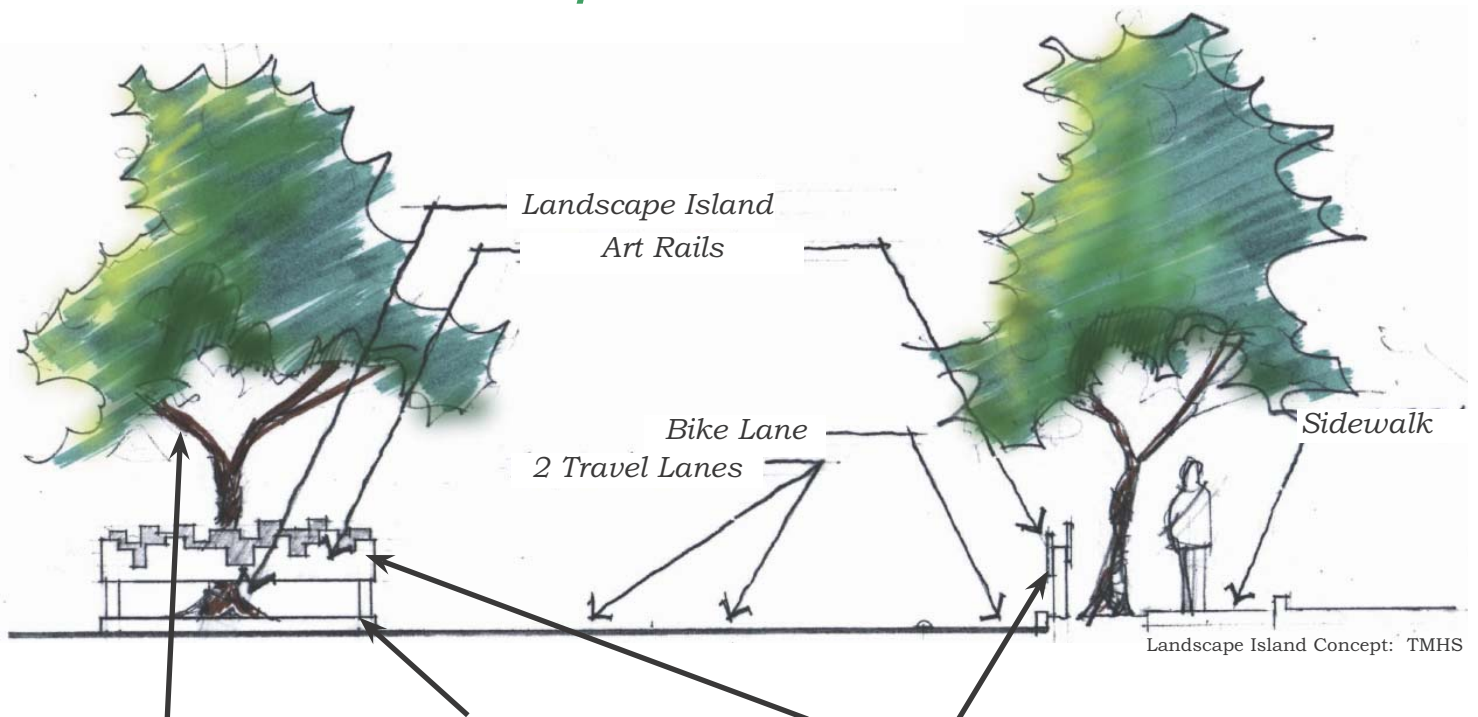 Landscape Island
Art Rails
Bike Lane
2 Travel Lanes
Sidewalk
Landscape Island Concept: TMHS